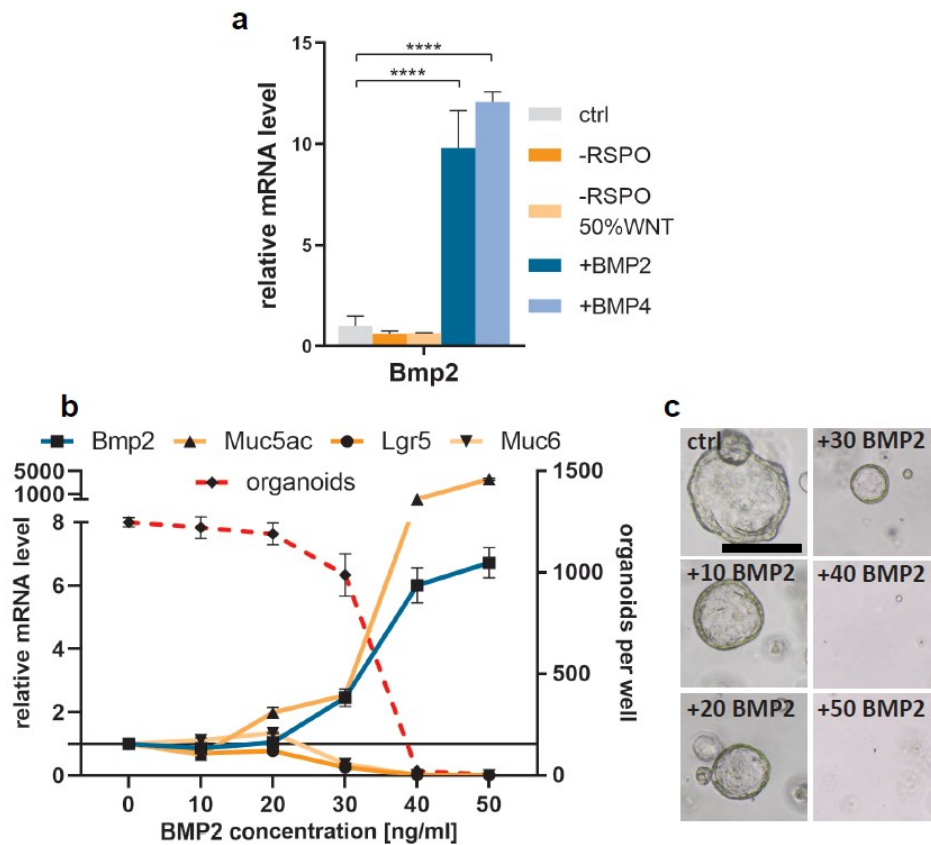 a
15
10
5
0
relative mRNA level
****
****
Bmp2
ctrl
-RSPO
-RSPO
50%WNT
+BMP2
+BMP4
b
Bmp2
Muc5ac
Lgr5
Muc6
organoids
5000
1000
8
6
4
2
0
relative mRNA level
1500
1000
500
0
organoids per well
0 10 20 30 40 50
BMP2 concentration [ng/ml]
c
ctrl
+30 BMP2
+10 BMP2
+40 BMP2
+20 BMP2
+50 BMP2